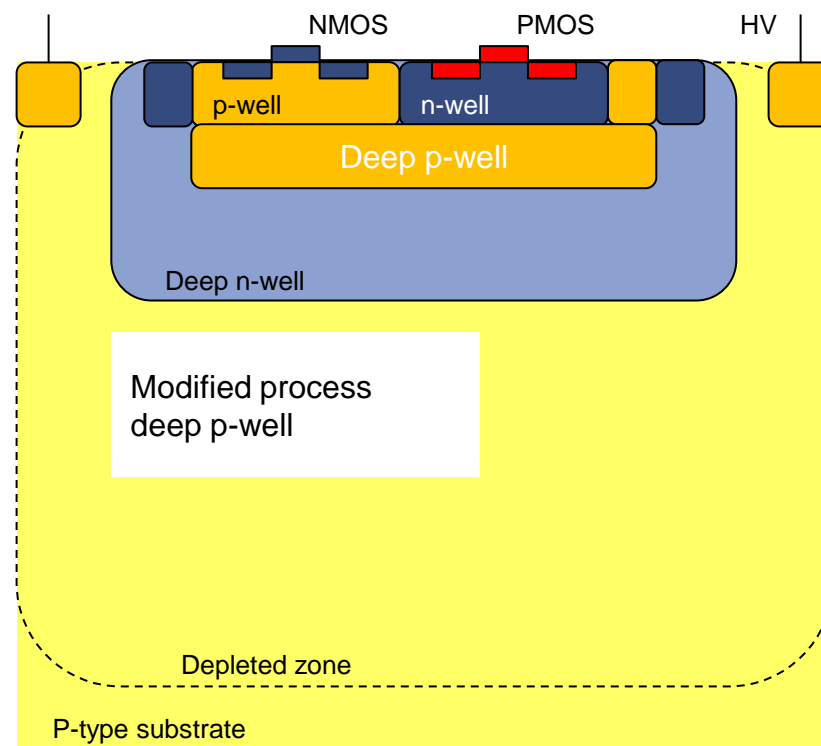 NMOS PMOS HV
p-well n-well
Deep p-well
Deep n-well
Modified process
deep p-well
Depleted zone
P-type substrate